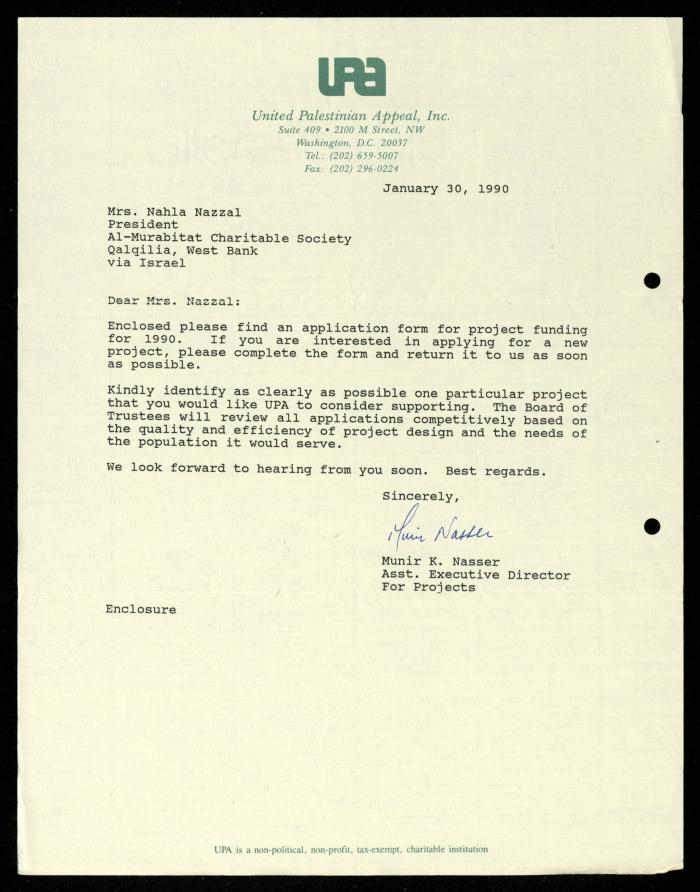 UPA
United Palestinian Appeal, Inc.
Suite 409 • 2100 M Street, NW
Washington, D.C. 20037
Tel.: (202) 659-5007
Fax: (202) 296-0224
January 30, 1990
Mrs. Nahla Nazzal
President
Al-Murabitat Charitable Society
Qalqilia, West Bank
via Israel
Dear Mrs. Nazzal:
Enclosed please find an application form for project funding
for 1990. If you are interested in applying for a new
project, please complete the form and return it to us as soon
as possible.
Kindly identify as clearly as possible one particular project
that you would like UPA to consider supporting. The Board of
Trustees will review all applications competitively based on
the quality and efficiency of project design and the needs of
the population it would serve.
We look forward to hearing from you soon. Best regards.
Sincerely,
Munir Nasser
Munir K. Nasser
Asst. Executive Director
For Projects
Enclosure
UPA is a non-political, non-profit, tax-exempt, charitable institution